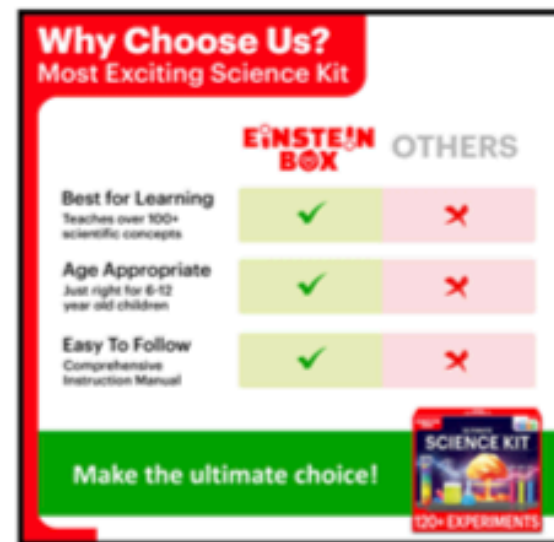 Why Choose Us?
Most Exciting Science Kit
EINSTEIN
BOX
OTHERS
Best for Learning
Teaches over 100+
scientific concepts
Age Appropriate
Just right for 6-12
year old children
Easy To Follow
Comprehensive
Instruction Manual
Make the ultimate choice!
SCIENCE KIT
120+ EXPERIMENTS